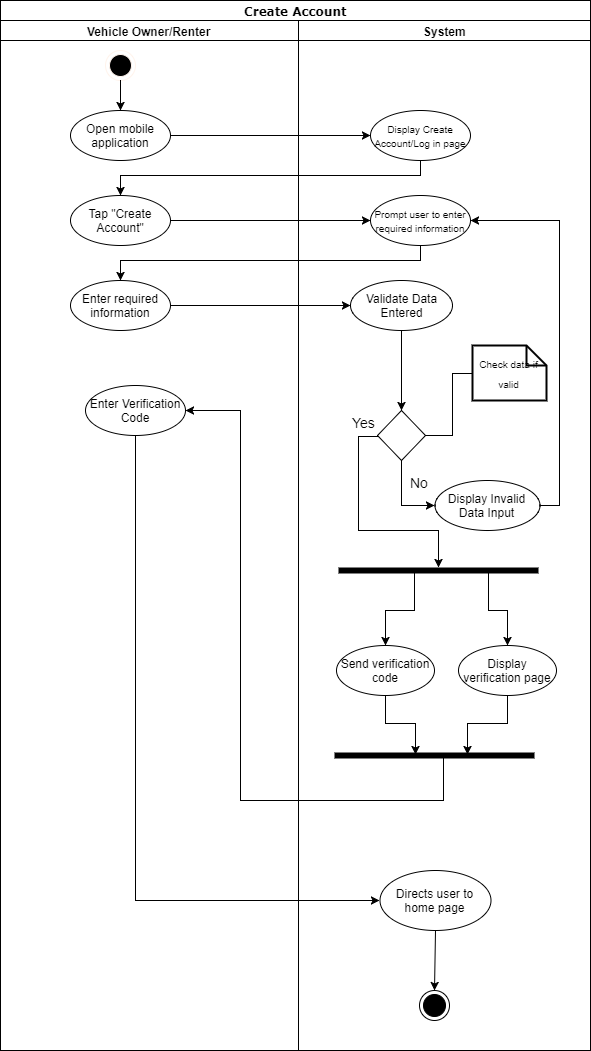 Create Account
Vehicle Owner/Renter
System
Open mobile
application
Display Create
Account/Log in page
Tap "Create
Account"
Prompt user to enter
required information
Enter required
information
Validate Data
Entered
Check data if
valid
Enter Verification
Code
Yes
No
Display Invalid
Data Input
Send verification
code
Display
verification page
Directs user to
home page